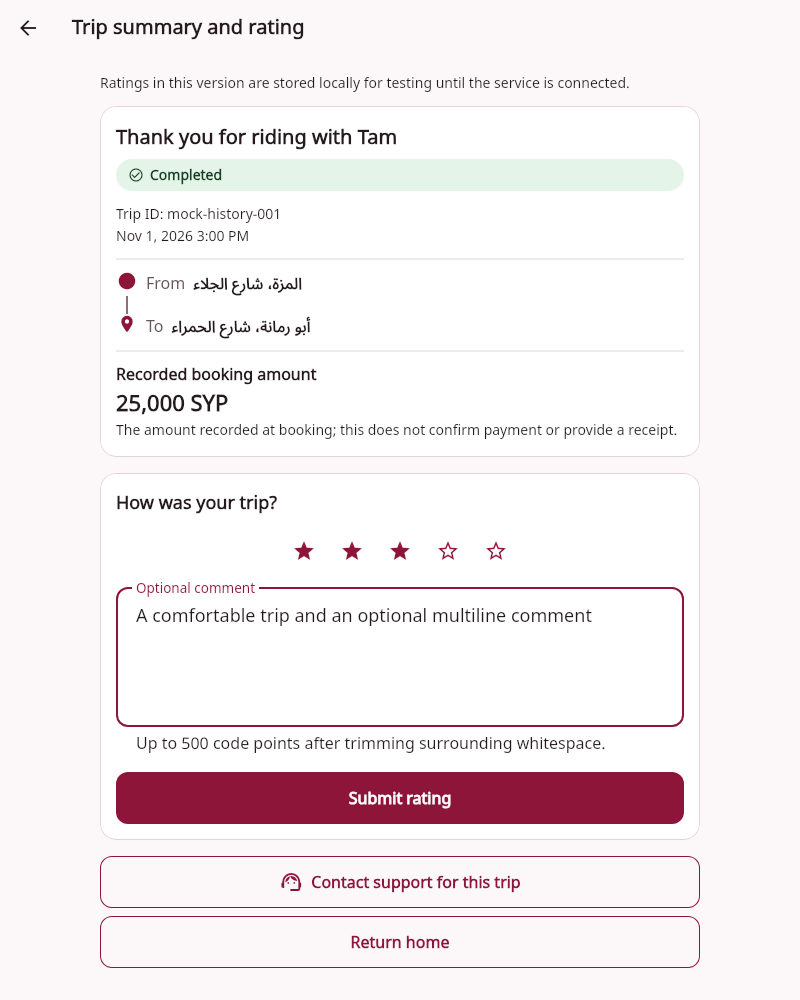 Trip summary and rating
Ratings in this version are stored locally for testing until the service is connected.
Thank you for riding with Tam
Completed
Trip ID: mock-history-001
Nov 1, 2026 3:00 PM
From المزة، شارع الجلاء
To أبو رمانة، شارع الحمراء
Recorded booking amount
25,000 SYP
The amount recorded at booking; this does not confirm payment or provide a receipt.
How was your trip?
Optional comment
A comfortable trip and an optional multiline comment
Up to 500 code points after trimming surrounding whitespace.
Submit rating
Contact support for this trip
Return home